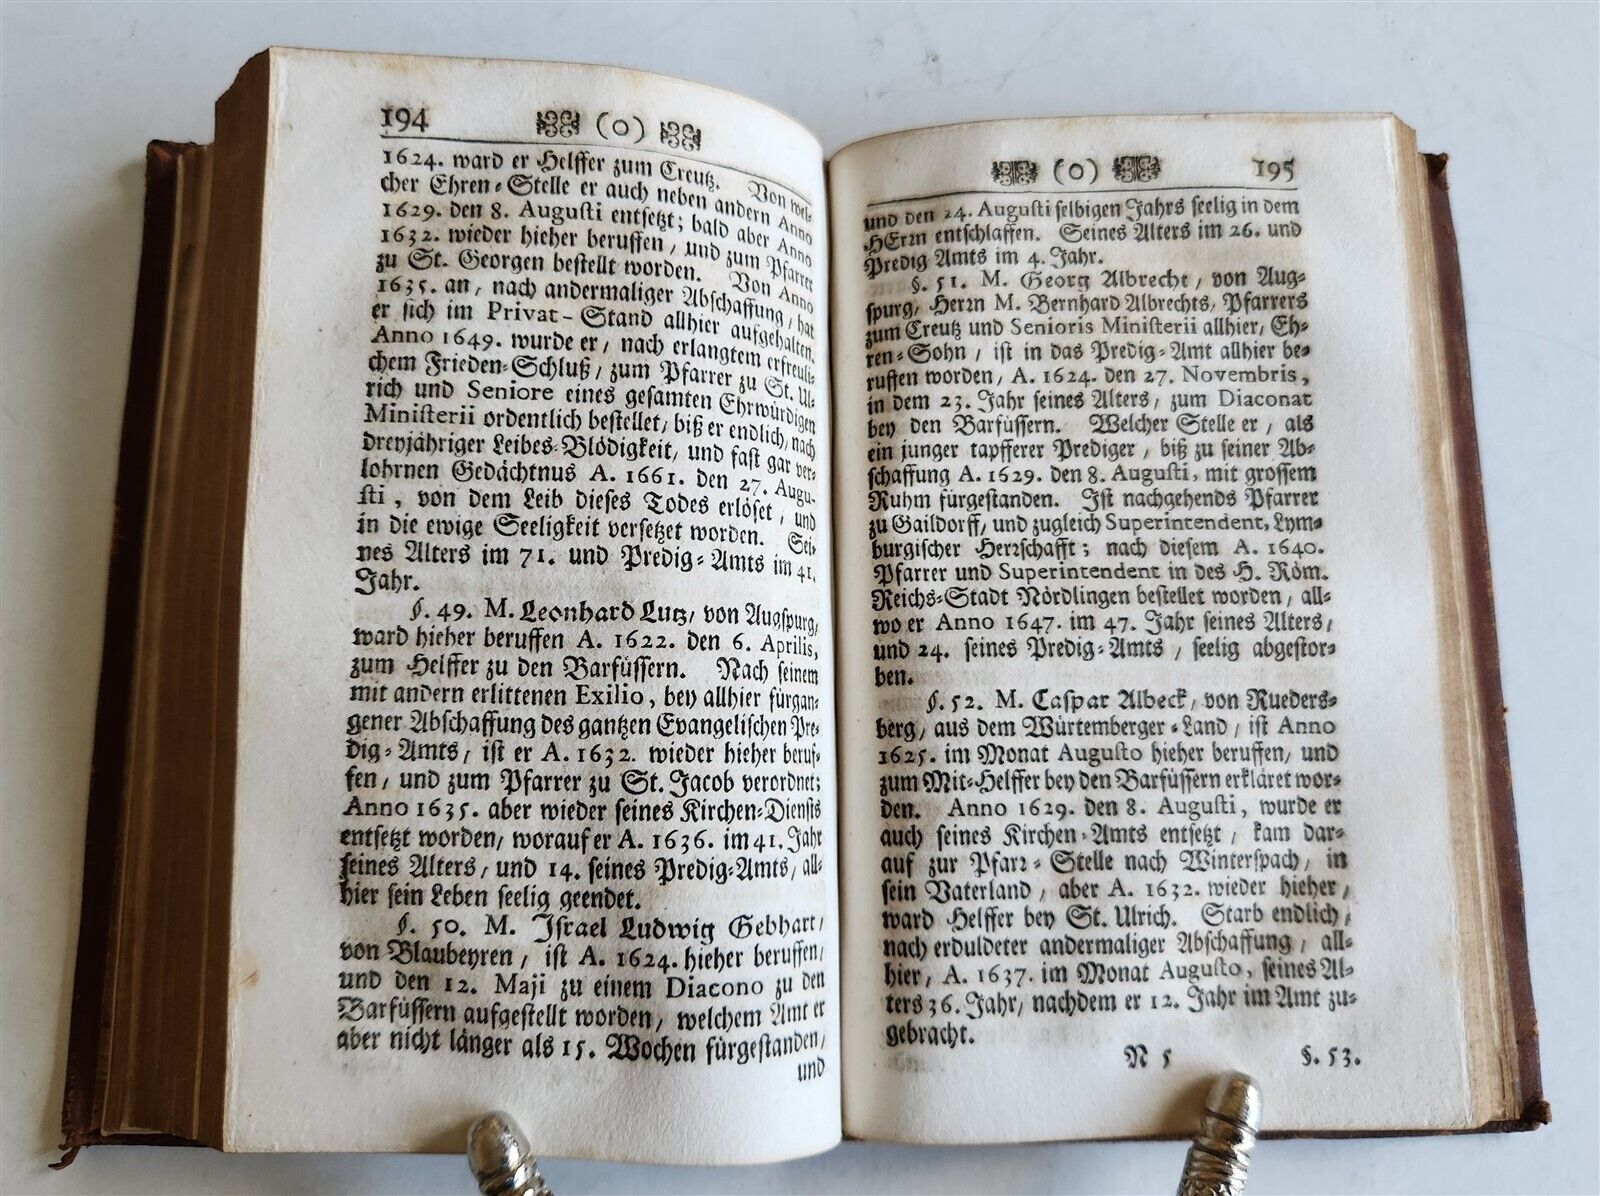 194 (O)
1624. ward er Helffer zum Creutz. Von wel-
cher Ehren-Stelle er auch neben andern Anno
1629. den 8. Augusti entsetzt; bald aber Anno
1632. wieder hieher beruffen, und zum Pfarrer
zu St. Georgen bestellt worden. Von Anno
1635. an, nach andermaliger Abschaffung, hat
er sich im Privat-Stand allhier aufgehalten.
Anno 1649. wurde er, nach erlangtem erfreuli-
chem Frieden-Schluß, zum Pfarrer zu St. Ul-
rich und Seniore eines gesamten Ehrwürdigen
Ministerii ordentlich bestellet, biß er endlich, nach
dreyjähriger Leibes-Blödigkeit, und fast gar ver-
lohrnen Gedächtnus A. 1661. den 27. Augu-
sti, von dem Leib dieses Todes erlöset, und
in die ewige Seeligkeit versetzet worden. Sei-
nes Alters im 71. und Predig-Amts im 41.
Jahr.
§. 49. M. Leonhard Lutz, von Augspurg,
ward hieher beruffen A. 1622. den 6. Aprilis,
zum Helffer zu den Barfüssern. Nach seinem
mit andern erlittenen Exilio, bey allhier fürgan-
gener Abschaffung des gantzen Evangelischen Pre-
dig-Amts, ist er A. 1632. wieder hieher beruf-
fen, und zum Pfarrer zu St. Jacob verordnet;
Anno 1635. aber wieder seines Kirchen-Diensts
entsetzt worden, worauf er A. 1636. im 41. Jahr
seines Alters, und 14. seines Predig-Amts, all-
hier sein Leben seelig geendet.
§. 50. M. Israel Ludwig Gebhart,
von Blaubeyren, ist A. 1624. hieher beruffen,
und den 12. Maji zu einem Diacono zu den
Barfüssern aufgestellt worden, welchem Amt er
aber nicht länger als 15. Wochen fürgestanden,
und
(O) 195
und den 24. Augusti selbigen Jahrs seelig in dem
HErrn entschlaffen. Seines Alters im 26. und
Predig Amts im 4. Jahr.
§. 51. M. Georg Albrecht, von Aug-
spurg, Herrn M. Bernhard Albrechts, Pfarrers
zum Creutz und Senioris Ministerii allhier, Eh-
ren-Sohn, ist in das Predig-Amt allhier be-
ruffen worden, A. 1624. den 27. Novembris,
in dem 23. Jahr seines Alters, zum Diaconat
bey den Barfüssern. Welcher Stelle er, als
ein junger tapfferer Prediger, biß zu seiner Ab-
schaffung A. 1629. den 8. Augusti, mit grossem
Ruhm fürgestanden. Ist nachgehends Pfarrer
zu Gaildorff, und zugleich Superintendent, Lym-
burgischer Herrschafft; nach diesem A. 1640.
Pfarrer und Superintendent in des H. Röm.
Reichs-Stadt Nördlingen bestellet worden, all-
wo er Anno 1647. im 47. Jahr seines Alters,
und 24. seines Predig-Amts, seelig abgestor-
ben.
§. 52. M. Caspar Albeck, von Rueders-
berg, aus dem Würtemberger-Land, ist Anno
1625. im Monat Augusto hieher beruffen, und
zum Mit-Helffer bey den Barfüssern erkläret wor-
den. Anno 1629. den 8. Augusti, wurde er
auch seines Kirchen-Amts entsetzt, kam dar-
auf zur Pfarr-Stelle nach Winterspach, in
sein Vaterland, aber A. 1632. wieder hieher,
ward Helffer bey St. Ulrich. Starb endlich,
nach erduldeter andermaliger Abschaffung, all-
hier, A. 1637. im Monat Augusto, seines Al-
ters 36. Jahr, nachdem er 12. Jahr im Amt zu-
gebracht.
N 5 §. 53.